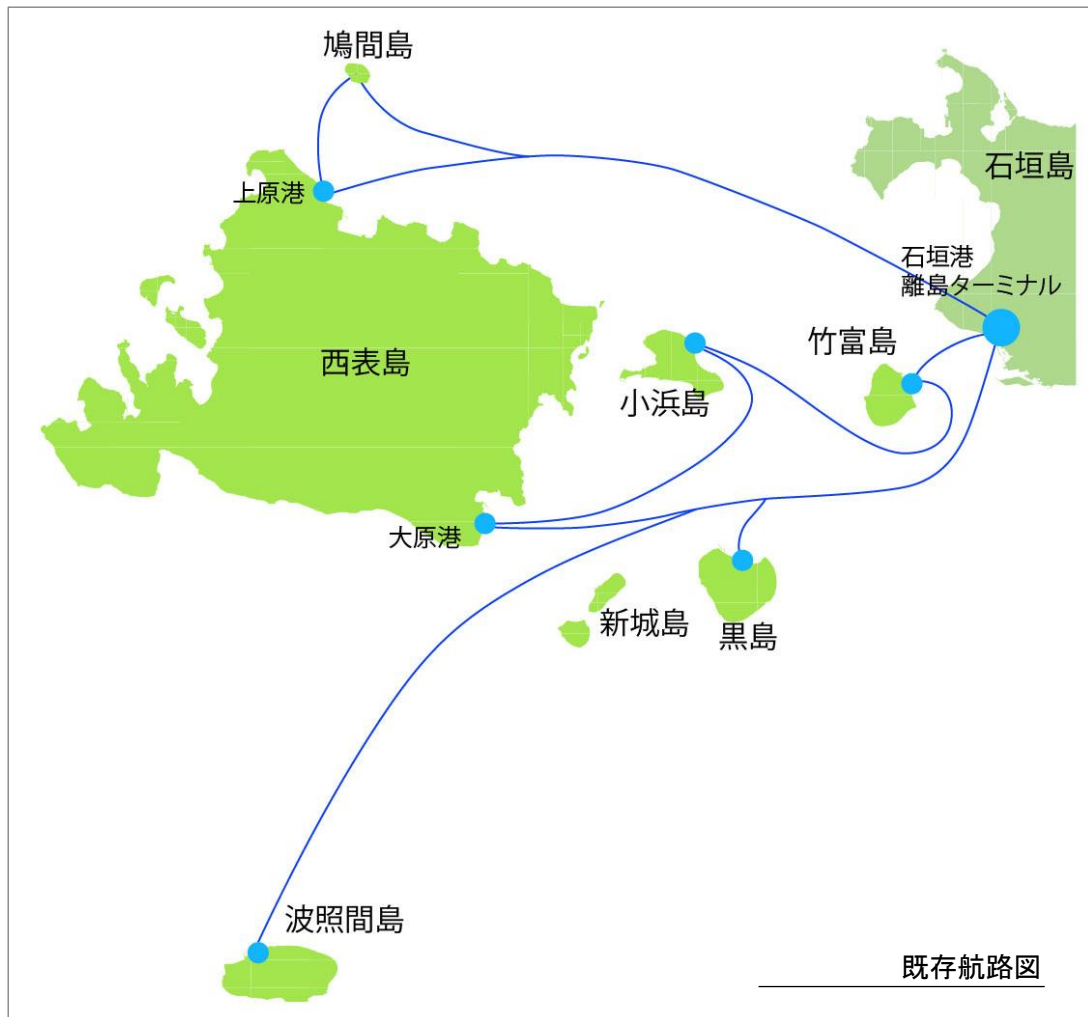 鳩間島
石垣島
上原港
石垣港
離島ターミナル
竹富島
西表島
小浜島
大原港
新城島
黒島
波照間島
既存航路図